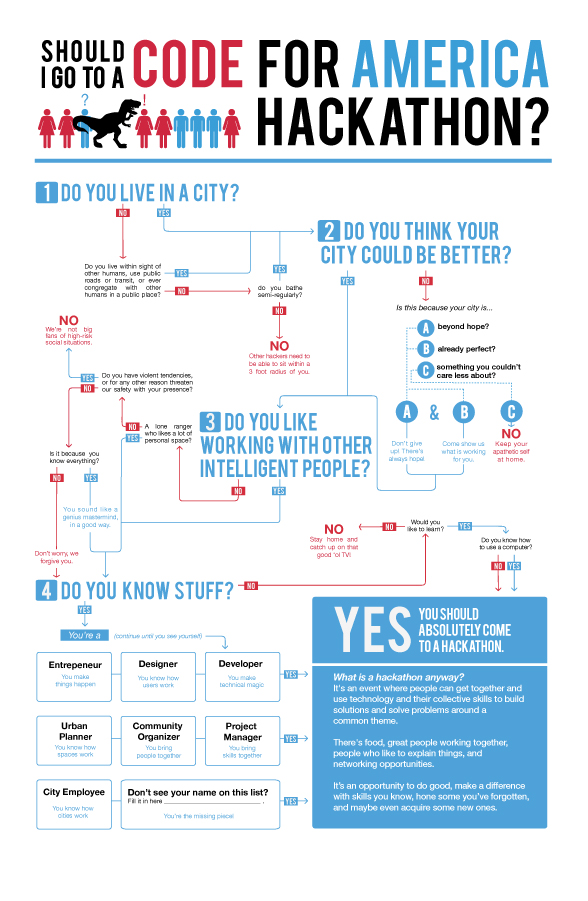 SHOULD
I GO TO A
CODE FOR AMERICA
HACKATHON?
?
!
1 DO YOU LIVE IN A CITY?
NO
YES
2 DO YOU THINK YOUR
CITY COULD BE BETTER?
Do you live within sight of
other humans, use public
roads or transit, or ever
congregate with other
humans in a public place?
YES
NO
YES
do you bathe
semi-regularly?
NO
NO
Other hackers need to
be able to sit within a
3 foot radius of you.
YES
NO
Is this because your city is...
A beyond hope?
B already perfect?
C something you couldn't
care less about?
A & B
C
Don't give
up! There's
always hope!
Come show us
what is working
for you.
NO
Keep your
apathetic self
at home.
NO
We're not big
fans of high-risk
social situations.
YES
NO
Do you have violent tendencies,
or for any other reason threaten
our safety with your presence?
NO
YES
A lone ranger
who likes a lot of
personal space?
3 DO YOU LIKE
WORKING WITH OTHER
INTELLIGENT PEOPLE?
NO
YES
Is it because you
know everything?
NO
YES
You sound like a
genius mastermind,
in a good way.
Don't worry, we
forgive you.
NO
Stay home and
catch up on that
good 'ol TV!
NO
Would you
like to learn?
YES
Do you know how
to use a computer?
NO
YES
4 DO YOU KNOW STUFF?
NO
YES
You're a
(continue until you see yourself)
Entrepeneur
You make
things happen
Designer
You know how
users work
Developer
You make
technical magic
YES
Urban
Planner
You know how
spaces work
Community
Organizer
You bring
people together
Project
Manager
You bring
skills together
YES
City Employee
You know how
cities work
Don't see your name on this list?
Fill it in here ____________________ .
You're the missing piece!
YES
YES YOU SHOULD
ABSOLUTELY COME
TO A HACKATHON.
What is a hackathon anyway?
It's an event where people can get together and
use technology and their collective skills to build
solutions and solve problems around a
common theme.
There's food, great people working together,
people who like to explain things, and
networking opportunities.
It's an opportunity to do good, make a difference
with skills you know, hone some you've forgotten,
and maybe even acquire some new ones.